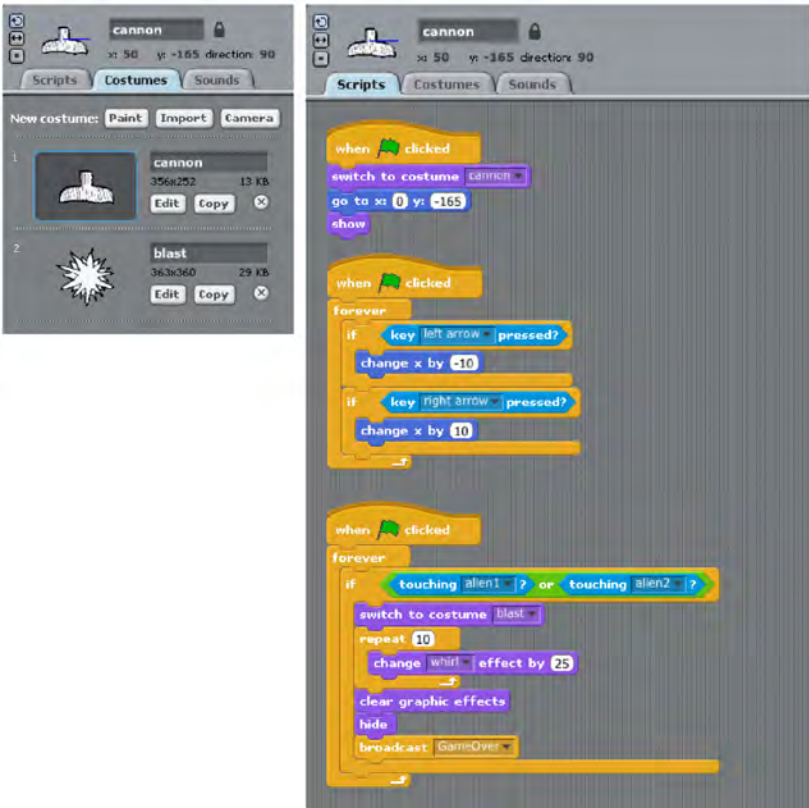 cannon
x: 50 y: -165 direction: 90
Scripts Costumes Sounds
New costume: Paint Import Camera
1
cannon
356x252 13 KB
Edit Copy
2
blast
363x360 29 KB
Edit Copy
cannon
x: 50 y: -165 direction: 90
Scripts Costumes Sounds
when clicked
switch to costume cannon
go to x: 0 y: -165
show
when clicked
forever
if key left arrow pressed?
change x by -10
if key right arrow pressed?
change x by 10
when clicked
forever
if touching alien1 ? or touching alien2 ?
switch to costume blast
repeat 10
change whirl effect by 25
clear graphic effects
hide
broadcast GameOver